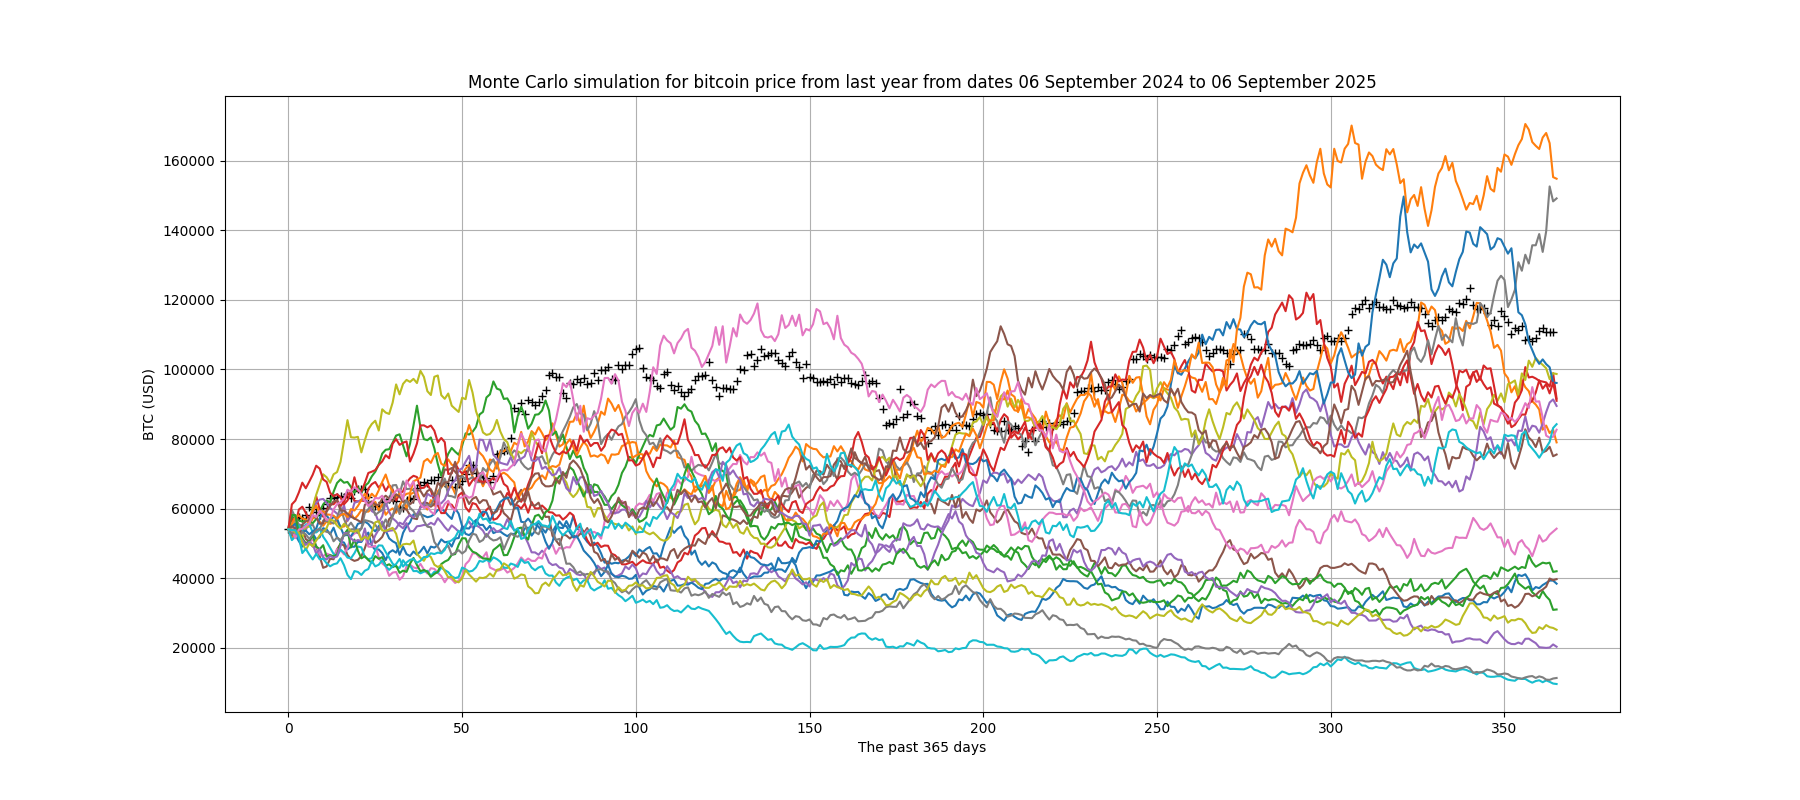 Monte Carlo simulation for bitcoin price from last year from dates 06 September 2024 to 06 September 2025
160000
140000
120000
100000
80000
60000
40000
20000
BTC (USD)
0 50 100 150 200 250 300 350
The past 365 days